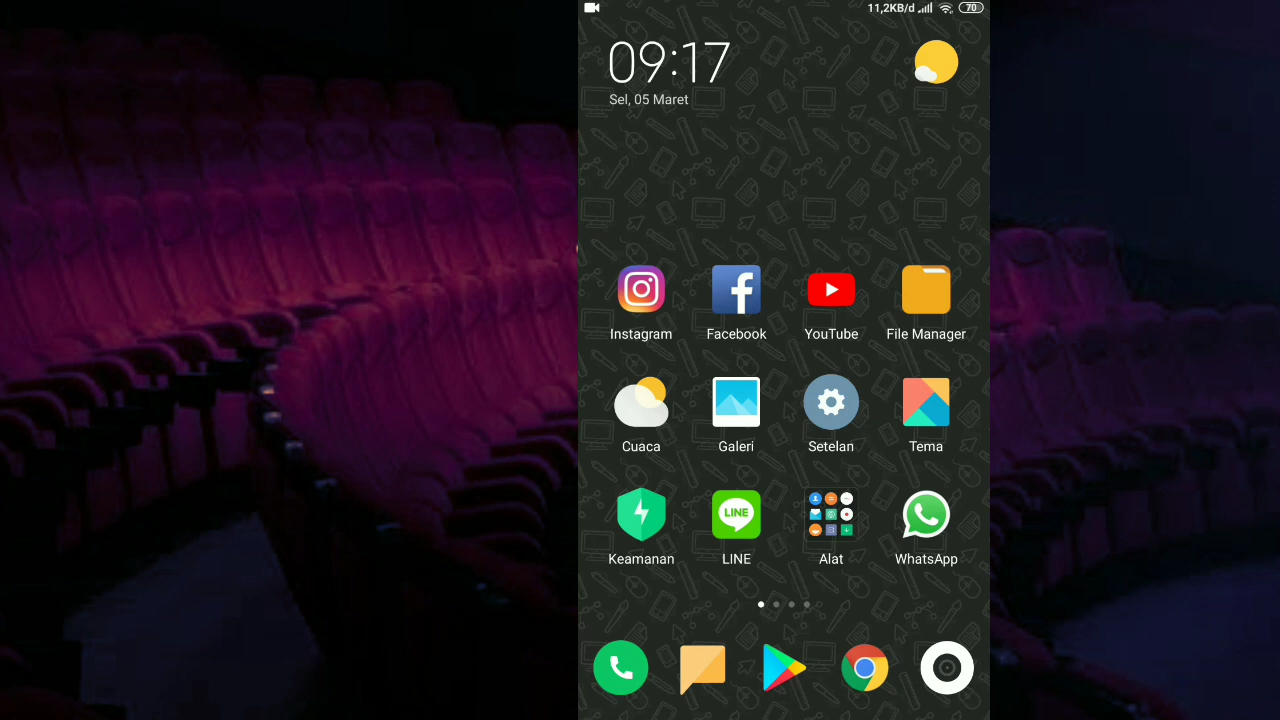 11,2KB/d 70
09:17
Sel, 05 Maret
Instagram Facebook YouTube File Manager
Cuaca Galeri Setelan Tema
LINE
Keamanan LINE Alat WhatsApp